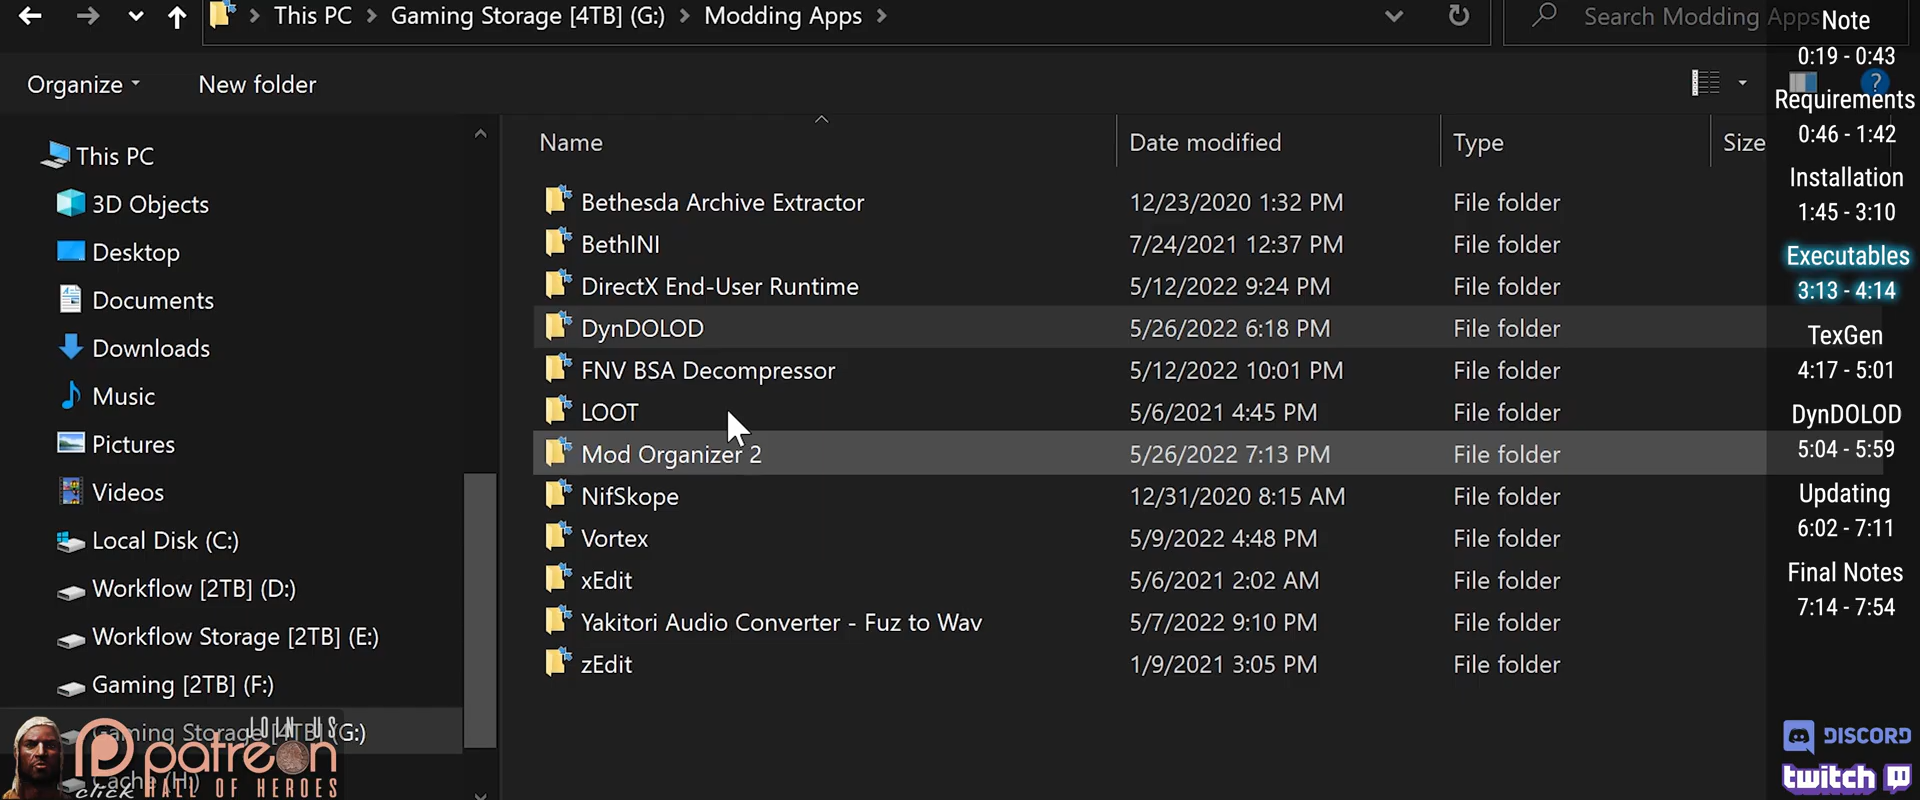 This PC > Gaming Storage [4TB] (G:) > Modding Apps >
Search Modding Apps
Organize
New folder
?
This PC
3D Objects
Desktop
Documents
Downloads
Music
Pictures
Videos
Local Disk (C:)
Workflow [2TB] (D:)
Workflow Storage [2TB] (E:)
Gaming [2TB] (F:)
Gaming Storage [4TB] (G:)
Cache (H:)
Name Date modified Type Size
Bethesda Archive Extractor 12/23/2020 1:32 PM File folder
BethINI 7/24/2021 12:37 PM File folder
DirectX End-User Runtime 5/12/2022 9:24 PM File folder
DynDOLOD 5/26/2022 6:18 PM File folder
FNV BSA Decompressor 5/12/2022 10:01 PM File folder
LOOT 5/6/2021 4:45 PM File folder
Mod Organizer 2 5/26/2022 7:13 PM File folder
NifSkope 12/31/2020 8:15 AM File folder
Vortex 5/9/2022 4:48 PM File folder
xEdit 5/6/2021 2:02 AM File folder
Yakitori Audio Converter - Fuz to Wav 5/7/2022 9:10 PM File folder
zEdit 1/9/2021 3:05 PM File folder
Note
0:19 - 0:43
Requirements
0:46 - 1:42
Installation
1:45 - 3:10
Executables
3:13 - 4:14
TexGen
4:17 - 5:01
DynDOLOD
5:04 - 5:59
Updating
6:02 - 7:11
Final Notes
7:14 - 7:54
JOIN US
patreon
click HALL OF HEROES
DISCORD
twitch